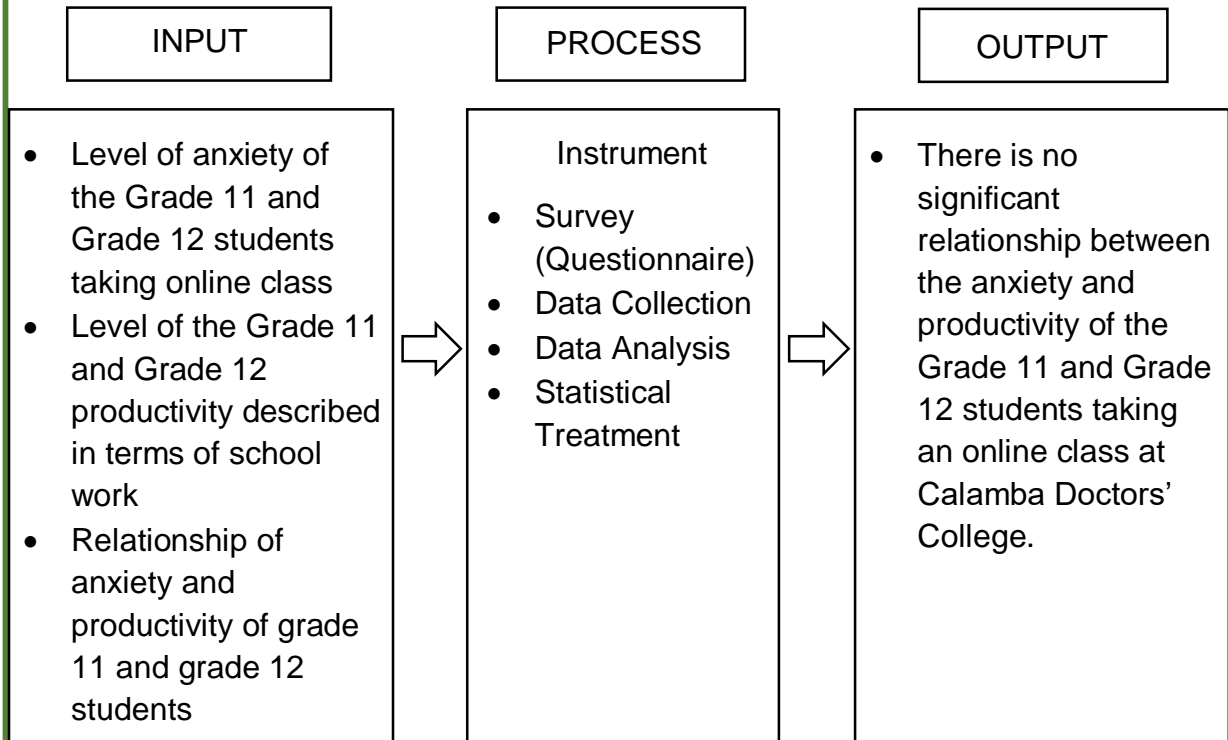 INPUT
• Level of anxiety of
the Grade 11 and
Grade 12 students
taking online class
• Level of the Grade 11
and Grade 12
productivity described
in terms of school
work
• Relationship of
anxiety and
productivity of grade
11 and grade 12
students
PROCESS
Instrument
• Survey
(Questionnaire)
• Data Collection
• Data Analysis
• Statistical
Treatment
OUTPUT
• There is no
significant
relationship between
the anxiety and
productivity of the
Grade 11 and Grade
12 students taking
an online class at
Calamba Doctors’
College.